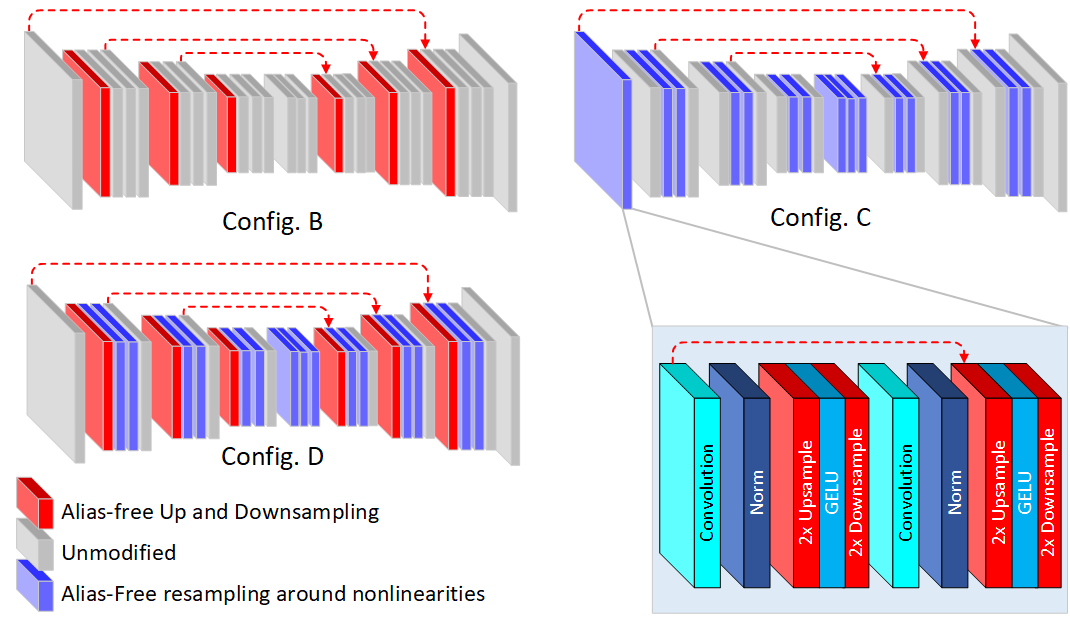 Config. B
Config. C
Config. D
Alias-free Up and Downsampling
Unmodified
Alias-Free resampling around nonlinearities
Convolution
Norm
2x Upsample
GELU
2x Downsample
Convolution
Norm
2x Upsample
GELU
2x Downsample